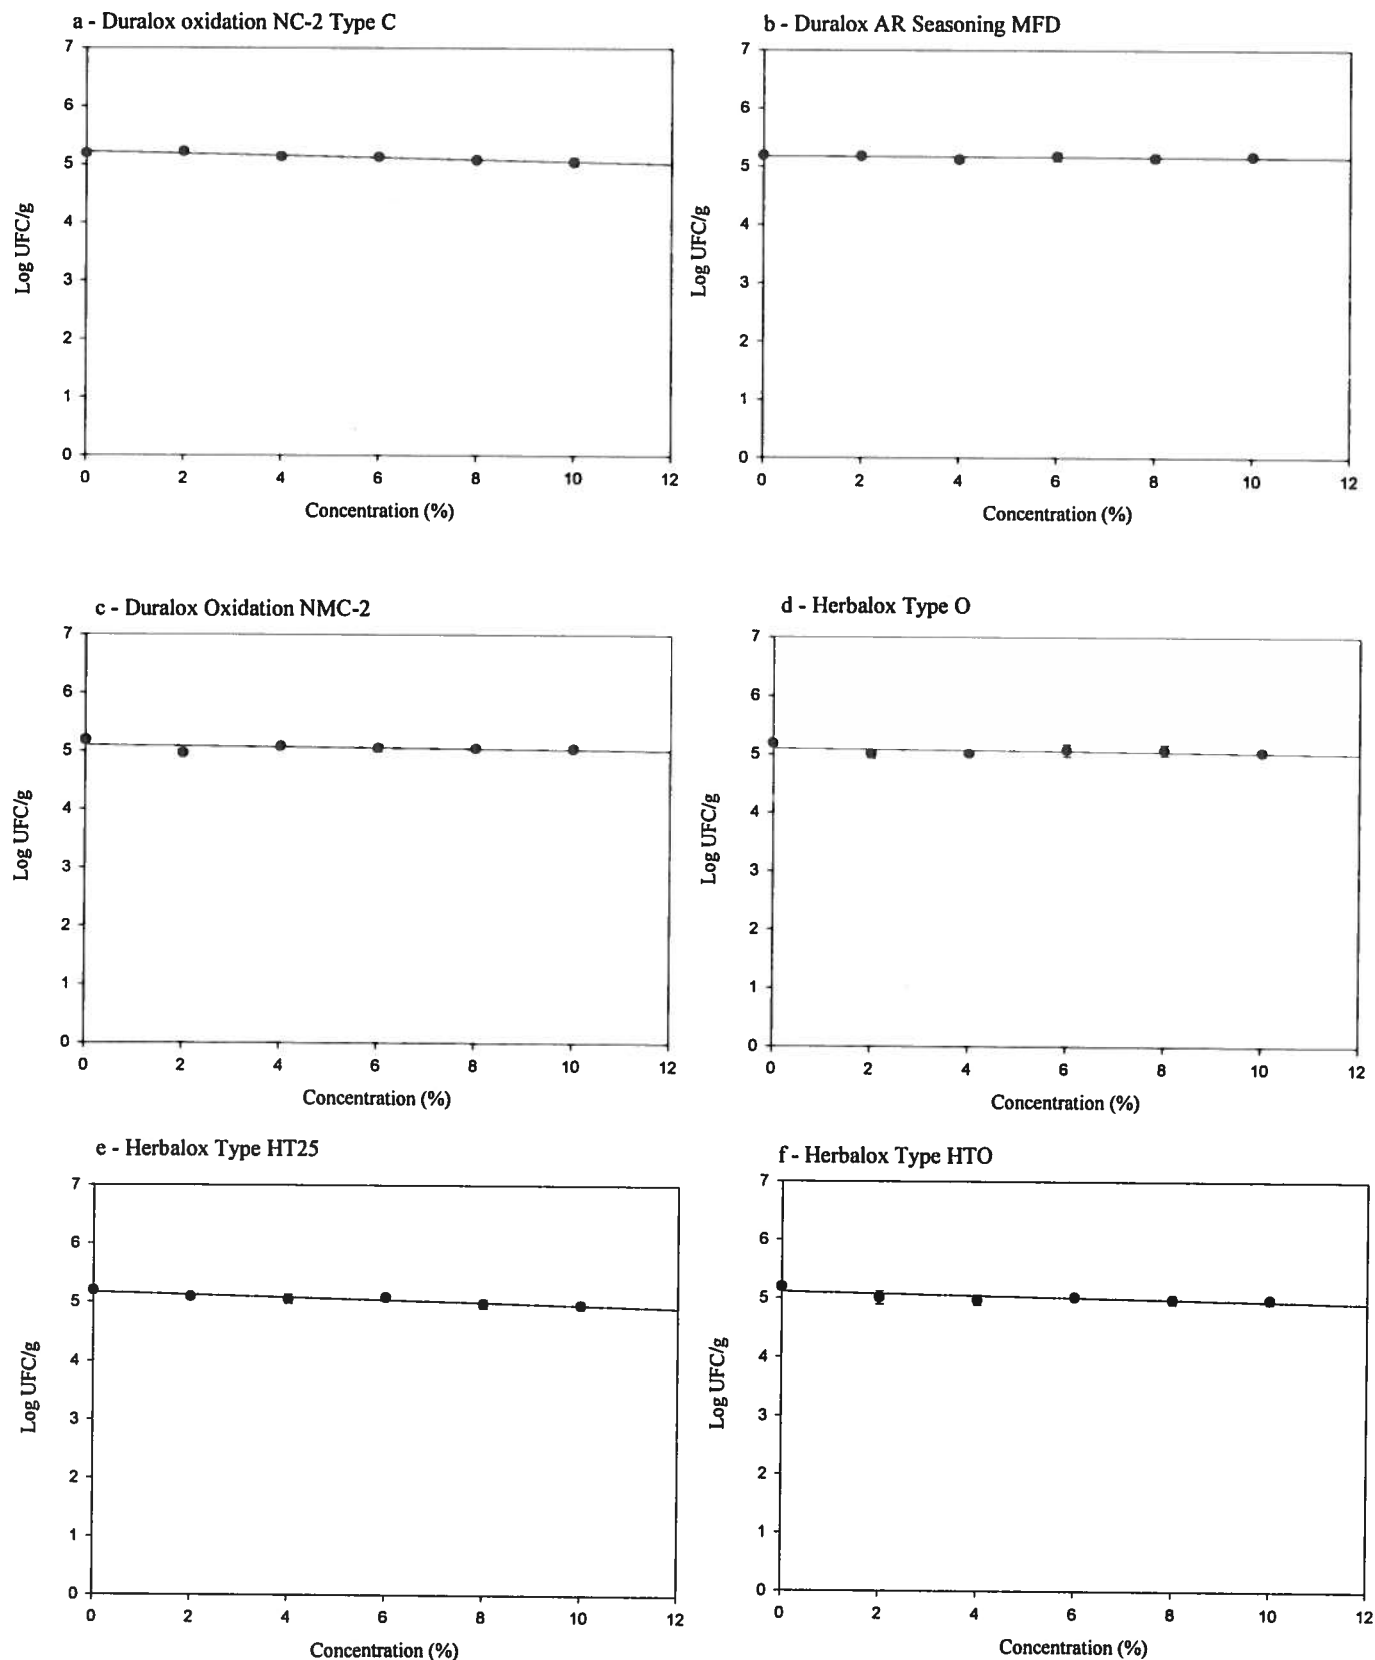 a - Duralox oxidation NC-2 Type C
7
6
5
4
3
2
1
0
Log UFC/g
0 2 4 6 8 10 12
Concentration (%)
b - Duralox AR Seasoning MFD
7
6
5
4
3
2
1
0
Log UFC/g
0 2 4 6 8 10 12
Concentration (%)
c - Duralox Oxidation NMC-2
7
6
5
4
3
2
1
0
Log UFC/g
0 2 4 6 8 10 12
Concentration (%)
d - Herbalox Type O
7
6
5
4
3
2
1
0
Log UFC/g
0 2 4 6 8 10 12
Concentration (%)
e - Herbalox Type HT25
7
6
5
4
3
2
1
0
Log UFC/g
0 2 4 6 8 10 12
Concentration (%)
f - Herbalox Type HTO
7
6
5
4
3
2
1
0
Log UFC/g
0 2 4 6 8 10 12
Concentration (%)